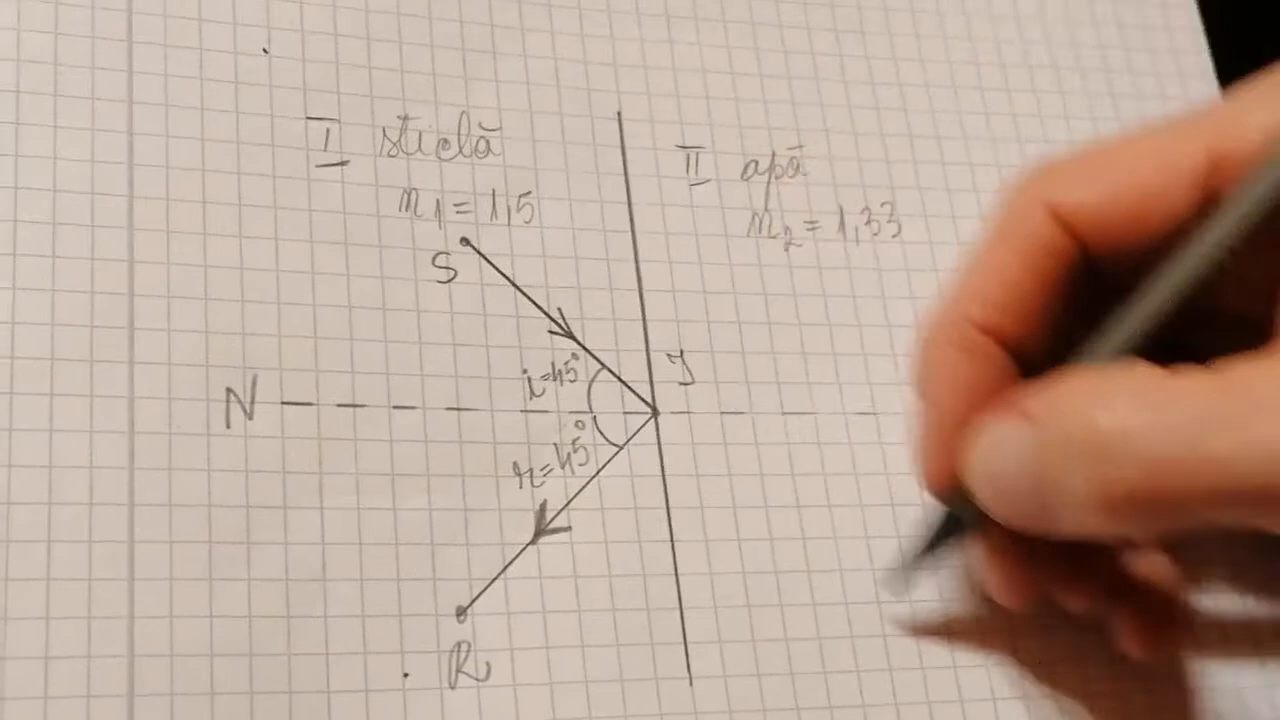 I sticlă
n1 = 1,5
II apă
n2 = 1,33
S
i=45°
I
N
r=45°
R